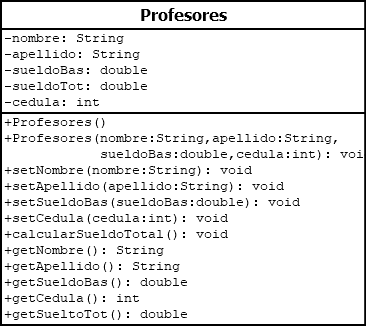 Profesores
-nombre: String
-apellido: String
-sueldoBas: double
-sueldoTot: double
-cedula: int
+Profesores()
+Profesores(nombre:String,apellido:String,
sueldoBas:double,cedula:int): voi
+setNombre(nombre:String): void
+setApellido(apellido:String): void
+setSueldoBas(sueldoBas:double): void
+setCedula(cedula:int): void
+calcularSueldoTotal(): void
+getNombre(): String
+getApellido(): String
+getSueldoBas(): double
+getCedula(): int
+getSueltoTot(): double